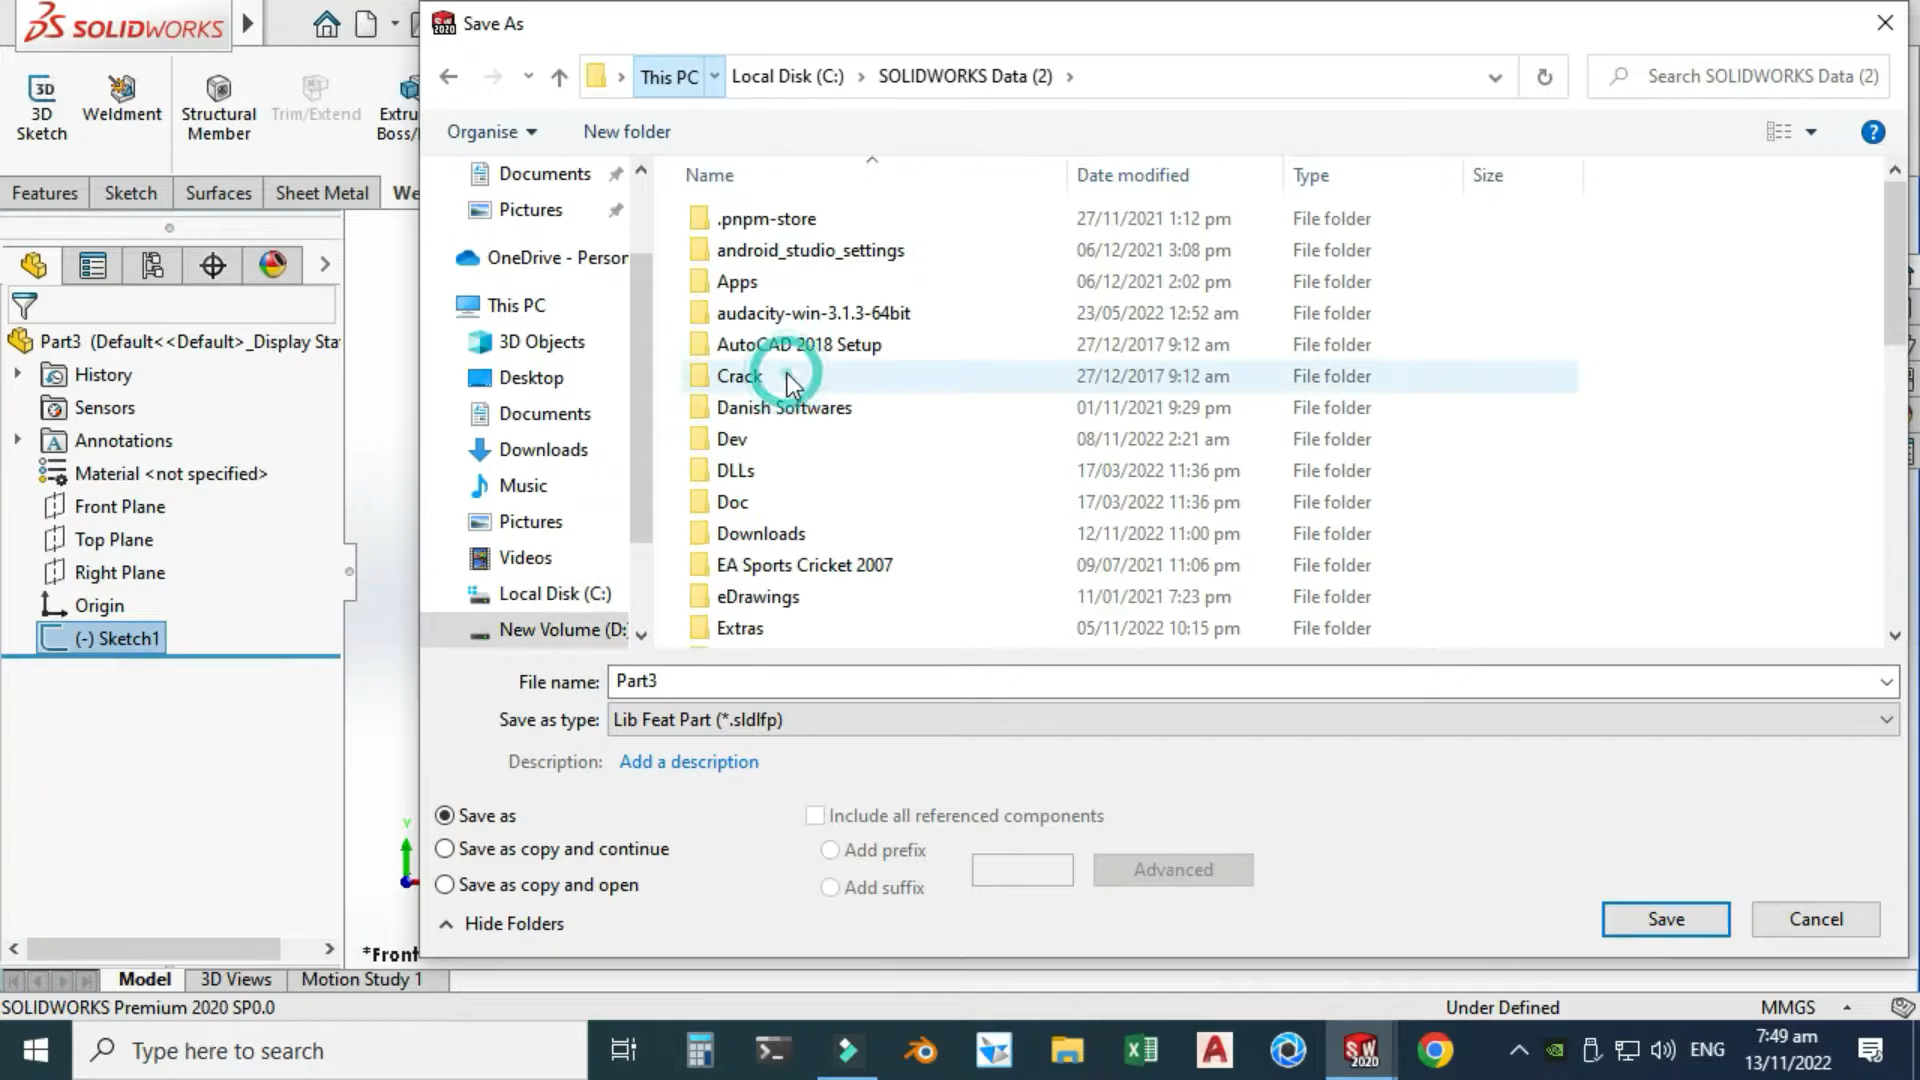 SOLIDWORKS
Save As
This PC
Local Disk (C:)
SOLIDWORKS Data (2)
Search SOLIDWORKS Data (2)
3D Sketch
Weldment
Structural Member
Trim/Extend
Extru
Boss/
Organise
New folder
Features
Sketch
Surfaces
Sheet Metal
We
Part3 (Default<<Default>_Display Sta
History
Sensors
Annotations
Material <not specified>
Front Plane
Top Plane
Right Plane
Origin
(-) Sketch1
Documents
Pictures
OneDrive - Person
This PC
3D Objects
Desktop
Documents
Downloads
Music
Pictures
Videos
Local Disk (C:)
New Volume (D:
Name Date modified Type Size
.pnpm-store 27/11/2021 1:12 pm File folder
android_studio_settings 06/12/2021 3:08 pm File folder
Apps 06/12/2021 2:02 pm File folder
audacity-win-3.1.3-64bit 23/05/2022 12:52 am File folder
AutoCAD 2018 Setup 27/12/2017 9:12 am File folder
Crack 27/12/2017 9:12 am File folder
Danish Softwares 01/11/2021 9:29 pm File folder
Dev 08/11/2022 2:21 am File folder
DLLs 17/03/2022 11:36 pm File folder
Doc 17/03/2022 11:36 pm File folder
Downloads 12/11/2022 11:00 pm File folder
EA Sports Cricket 2007 09/07/2021 11:06 pm File folder
eDrawings 11/01/2021 7:23 pm File folder
Extras 05/11/2022 10:15 pm File folder
File name: Part3
Save as type: Lib Feat Part (*.sldlfp)
Description: Add a description
Save as
Save as copy and continue
Save as copy and open
Include all referenced components
Add prefix
Add suffix
Advanced
Hide Folders
Save
Cancel
Y
*Front
Model
3D Views
Motion Study 1
SOLIDWORKS Premium 2020 SP0.0
Under Defined
MMGS
Type here to search
SW 2020
ENG
7:49 am
13/11/2022